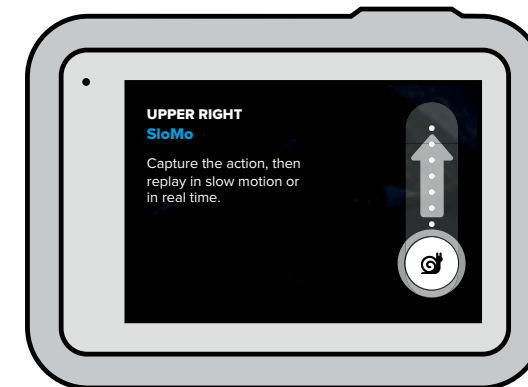 UPPER RIGHT
SloMo
Capture the action, then
replay in slow motion or
in real time.